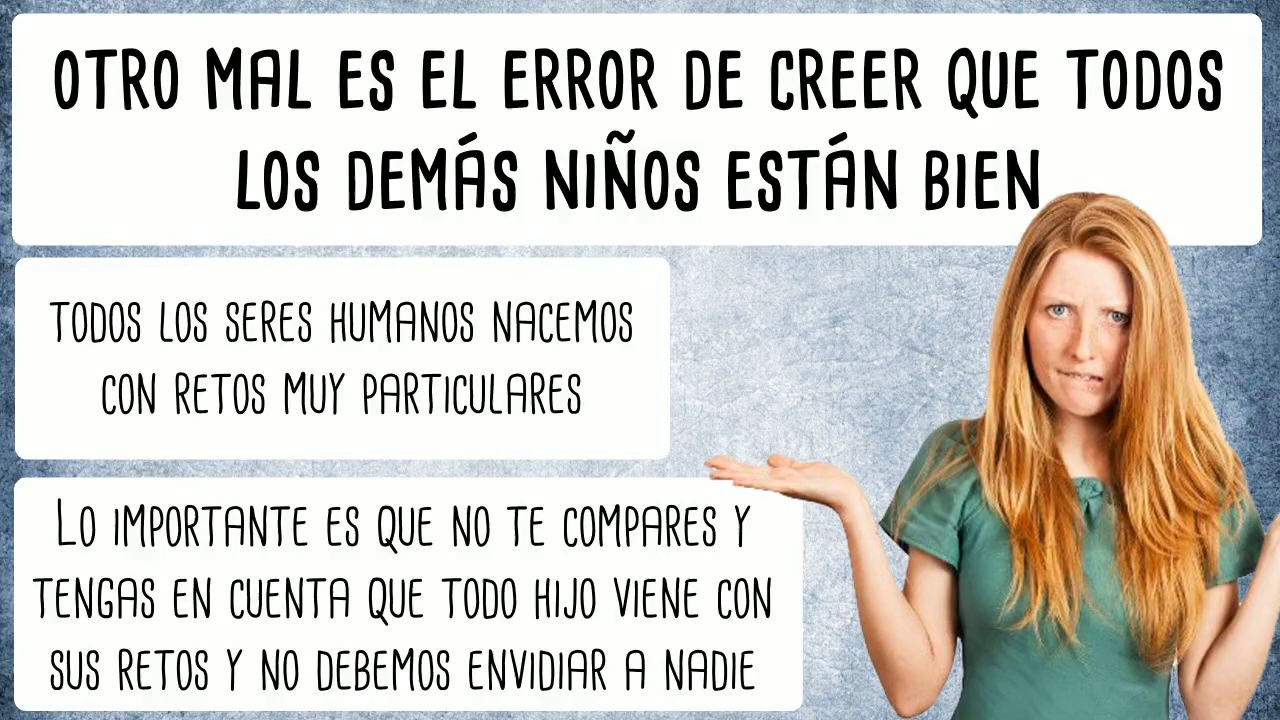 OTRO MAL ES EL ERROR DE CREER QUE TODOS
LOS DEMÁS NIÑOS ESTÁN BIEN
TODOS LOS SERES HUMANOS NACEMOS
CON RETOS MUY PARTICULARES
LO IMPORTANTE ES QUE NO TE COMPARES Y
TENGAS EN CUENTA QUE TODO HIJO VIENE CON
SUS RETOS Y NO DEBEMOS ENVIDIAR A NADIE